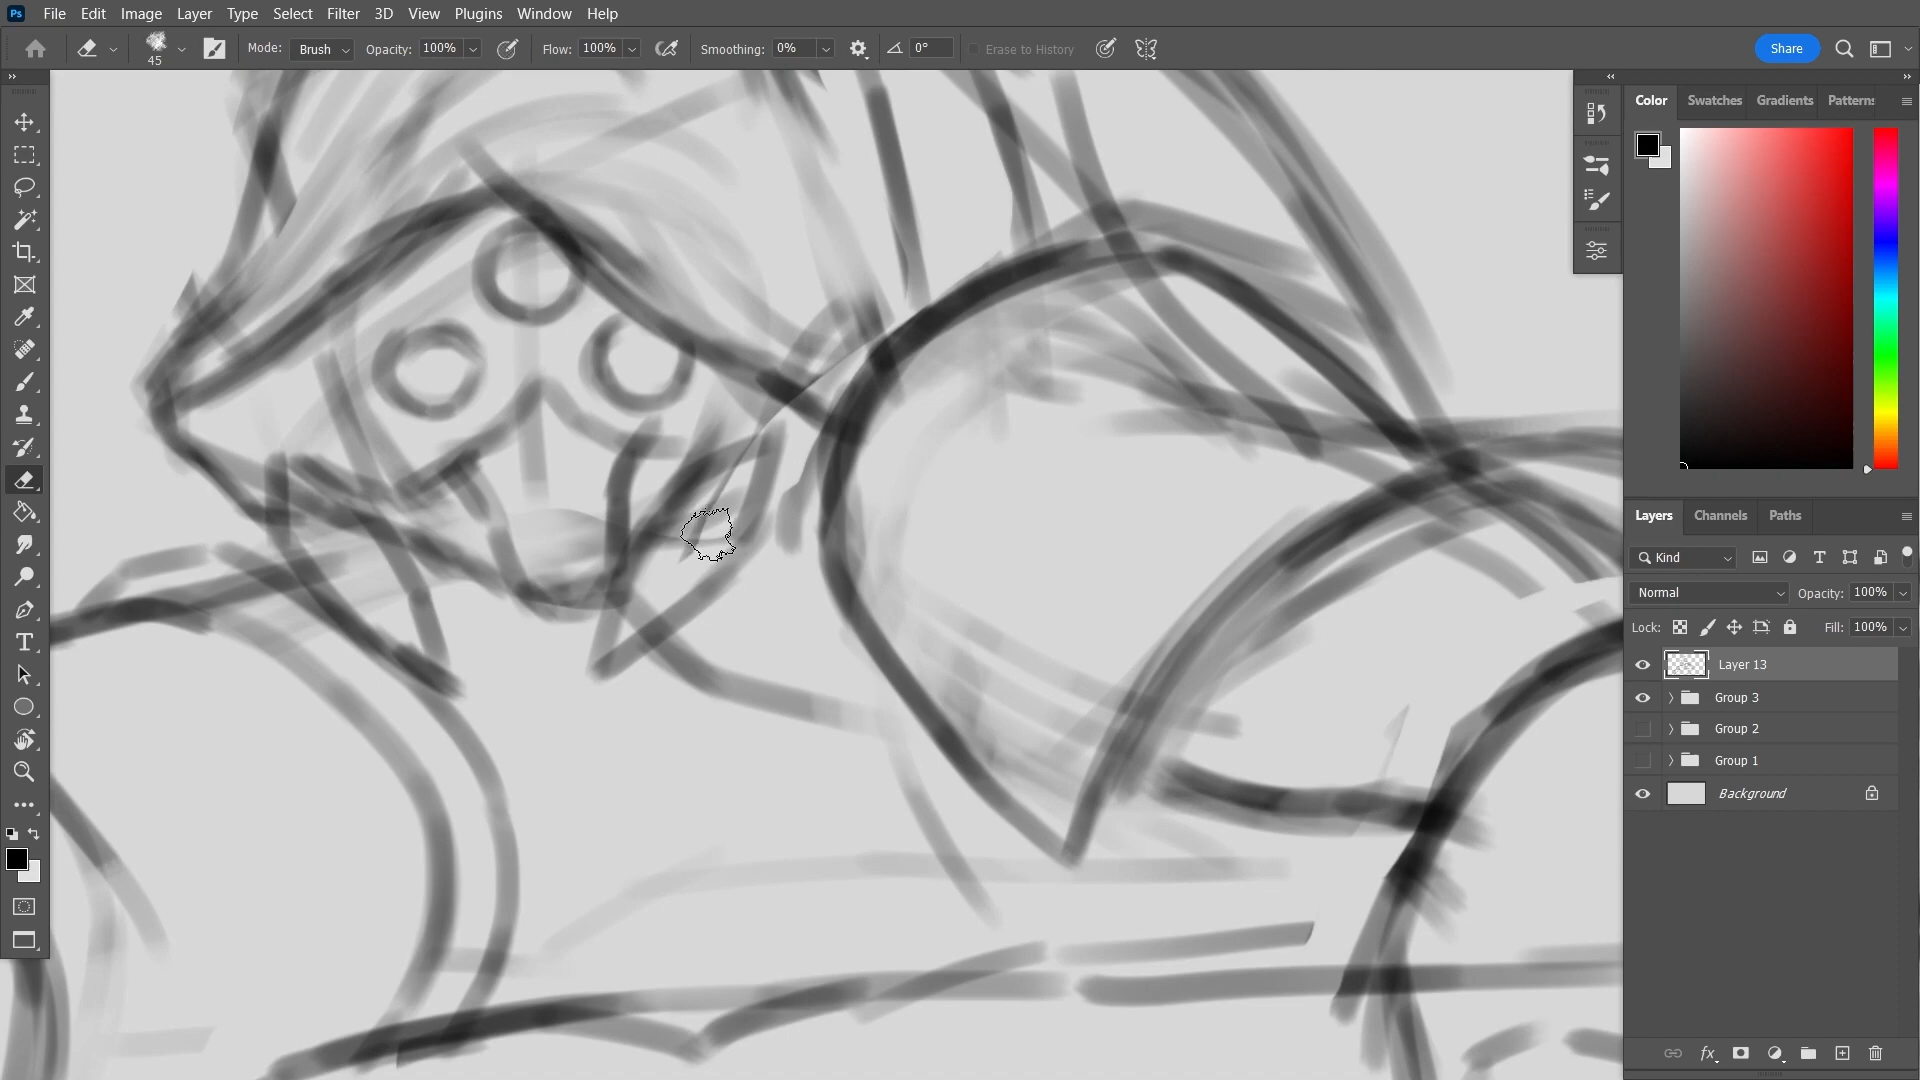 Ps File Edit Image Layer Type Select Filter 3D View Plugins Window Help
45 Mode: Brush Opacity: 100% Flow: 100% Smoothing: 0% 0° Erase to History Share
Color Swatches Gradients Patterns
Layers Channels Paths
Kind
Normal Opacity: 100%
Lock: Fill: 100%
Layer 13
Group 3
Group 2
Group 1
Background
fx